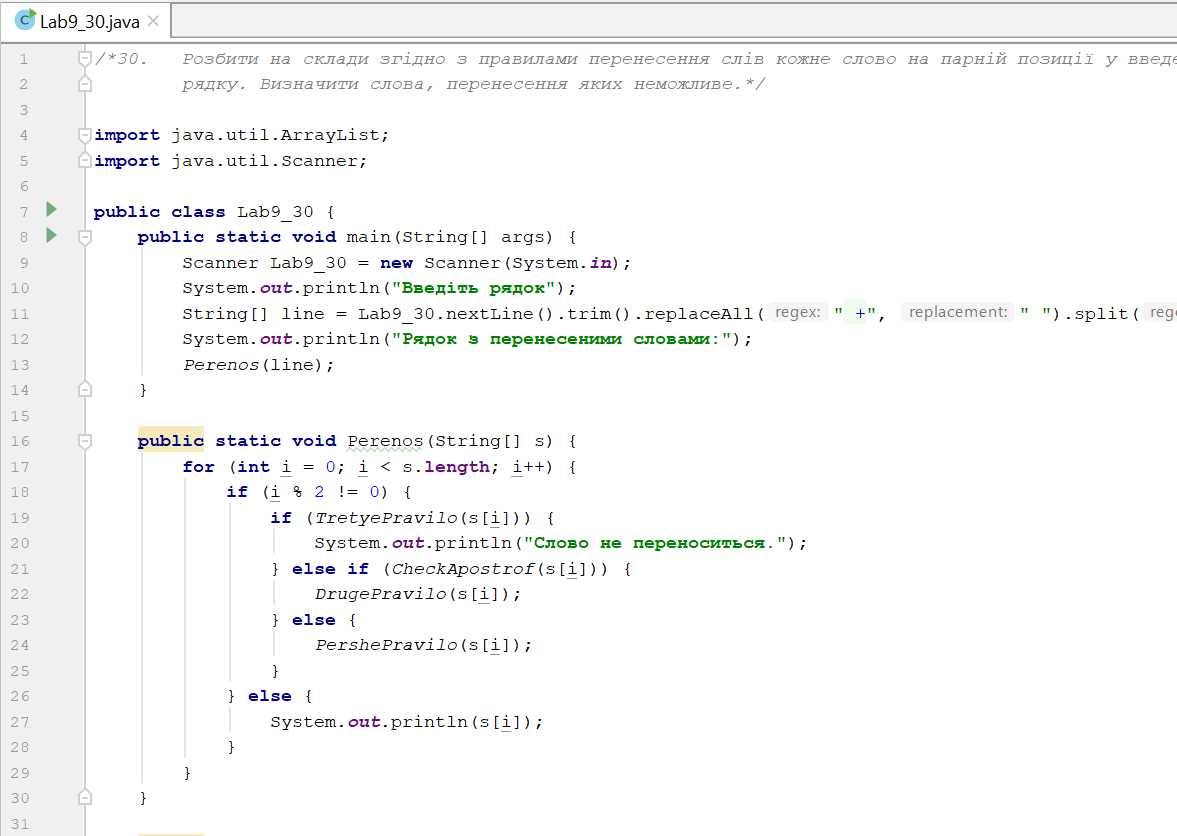 Lab9_30.java
1 /*30. Розбити на склади згідно з правилами перенесення слів кожне слово на парній позиції у
2 рядку. Визначити слова, перенесення яких неможливе.*/
3
4 import java.util.ArrayList;
5 import java.util.Scanner;
6
7 public class Lab9_30 {
8 public static void main(String[] args) {
9 Scanner Lab9_30 = new Scanner(System.in);
10 System.out.println("Введіть рядок");
11 String[] line = Lab9_30.nextLine().trim().replaceAll( regex: " +", replacement: " ").split(
12 System.out.println("Рядок з перенесеними словами:");
13 Perenos(line);
14 }
15
16 public static void Perenos(String[] s) {
17 for (int i = 0; i < s.length; i++) {
18 if (i % 2 != 0) {
19 if (TretyePravilo(s[i])) {
20 System.out.println("Слово не переноситься.");
21 } else if (CheckApostrof(s[i])) {
22 DrugePravilo(s[i]);
23 } else {
24 PershePravilo(s[i]);
25 }
26 } else {
27 System.out.println(s[i]);
28 }
29 }
30 }
31